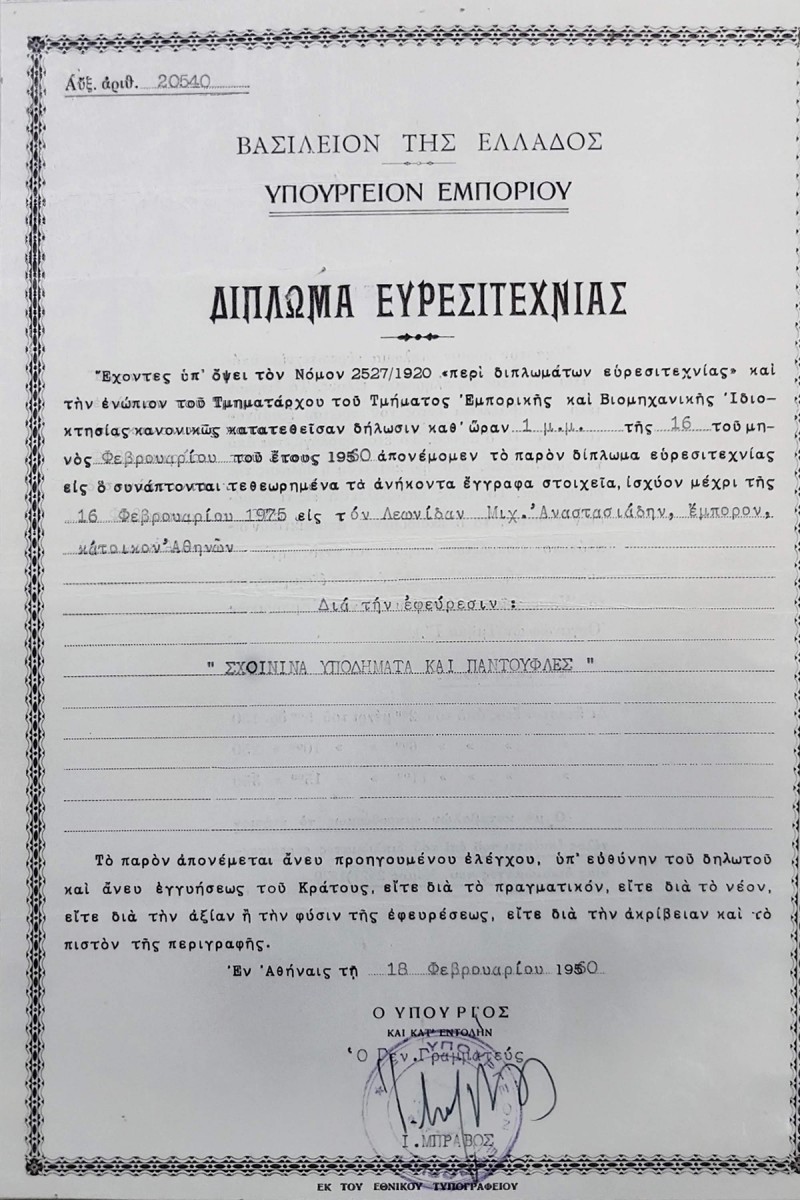 Αὔξ. ἀριθ. 20540
ΒΑΣΙΛΕΙΟΝ ΤΗΣ ΕΛΛΑΔΟΣ
ΥΠΟΥΡΓΕΙΟΝ ΕΜΠΟΡΙΟΥ
ΔΙΠΛΩΜΑ ΕΥΡΕΣΙΤΕΧΝΙΑΣ
Ἔχοντες ὑπ' ὄψει τὸν Νόμον 2527/1920 «περὶ διπλωμάτων εὑρεσιτεχνίας» καὶ
τὴν ἐνώπιον τοῦ Τμηματάρχου τοῦ Τμήματος Ἐμπορικῆς καὶ Βιομηχανικῆς Ἰδιο-
κτησίας κανονικῶς κατατεθεῖσαν δήλωσιν καθ' ὥραν 1 μ.μ. τῆς 16 τοῦ μη-
νὸς Φεβρουαρίου τοῦ ἔτους 1960 ἀπονέμομεν τὸ παρὸν δίπλωμα εὑρεσιτεχνίας
εἰς ὃ συνάπτονται τεθεωρημένα τὰ ἀνήκοντα ἔγγραφα στοιχεῖα, ἰσχύον μέχρι τῆς
16 Φεβρουαρίου 1975 εἰς τόν Λεωνίδαν Μιχ. Ἀναστασιάδην, ἔμπορον,
κάτοικον Ἀθηνῶν
Διά τήν ἐφεύρεσιν :
" ΣΧΟΙΝΙΝΑ ΥΠΟΔΗΜΑΤΑ ΚΑΙ ΠΑΝΤΟΥΦΛΕΣ "
Τὸ παρὸν ἀπονέμεται ἄνευ προηγουμένου ἐλέγχου, ὑπ' εὐθύνην τοῦ δηλωτοῦ
καὶ ἄνευ ἐγγυήσεως τοῦ Κράτους, εἴτε διὰ τὸ πραγματικόν, εἴτε διὰ τὸ νέον,
εἴτε διὰ τὴν ἀξίαν ἢ τὴν φύσιν τῆς ἐφευρέσεως, εἴτε διὰ τὴν ἀκρίβειαν καὶ τὸ
πιστὸν τῆς περιγραφῆς.
Ἐν Ἀθήναις τῇ 18 Φεβρουαρίου 1960
Ο ΥΠΟΥΡΓΟΣ
ΚΑΙ ΚΑΤ' ΕΝΤΟΛΗΝ
Ὁ Γεν. Γραμματεύς
Ι. ΜΠΡΑΒΟΣ
ΕΚ ΤΟΥ ΕΘΝΙΚΟΥ ΤΥΠΟΓΡΑΦΕΙΟΥ